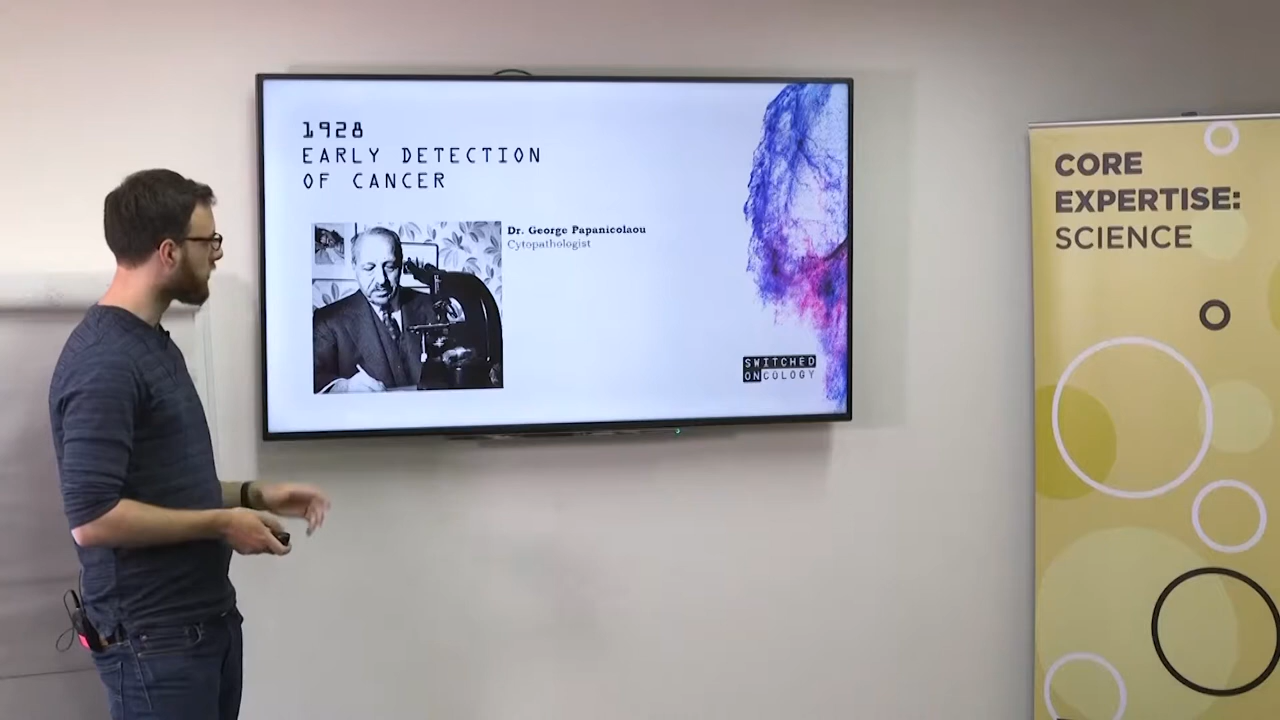 1928
EARLY DETECTION
OF CANCER
Dr. George Papanicolaou
Cytopathologist
SWITCHED
ONCOLOGY
CORE
EXPERTISE:
SCIENCE